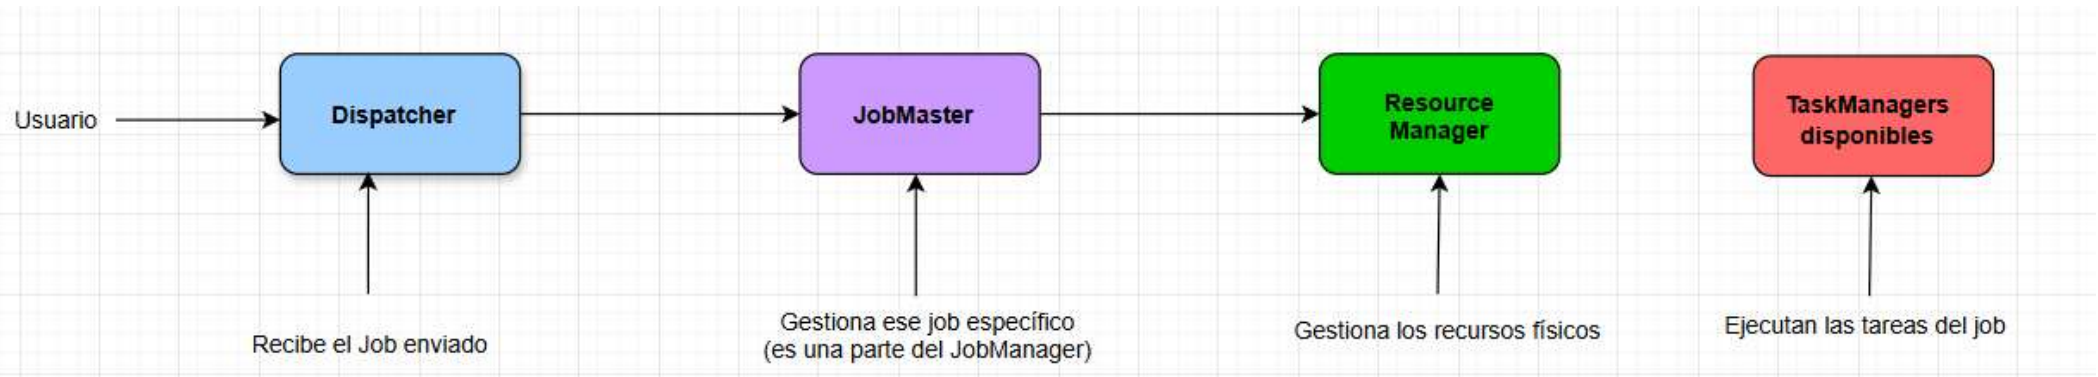 Usuario
Dispatcher
JobMaster
Resource
Manager
TaskManagers
disponibles
Recibe el Job enviado
Gestiona ese job específico
(es una parte del JobManager)
Gestiona los recursos físicos
Ejecutan las tareas del job